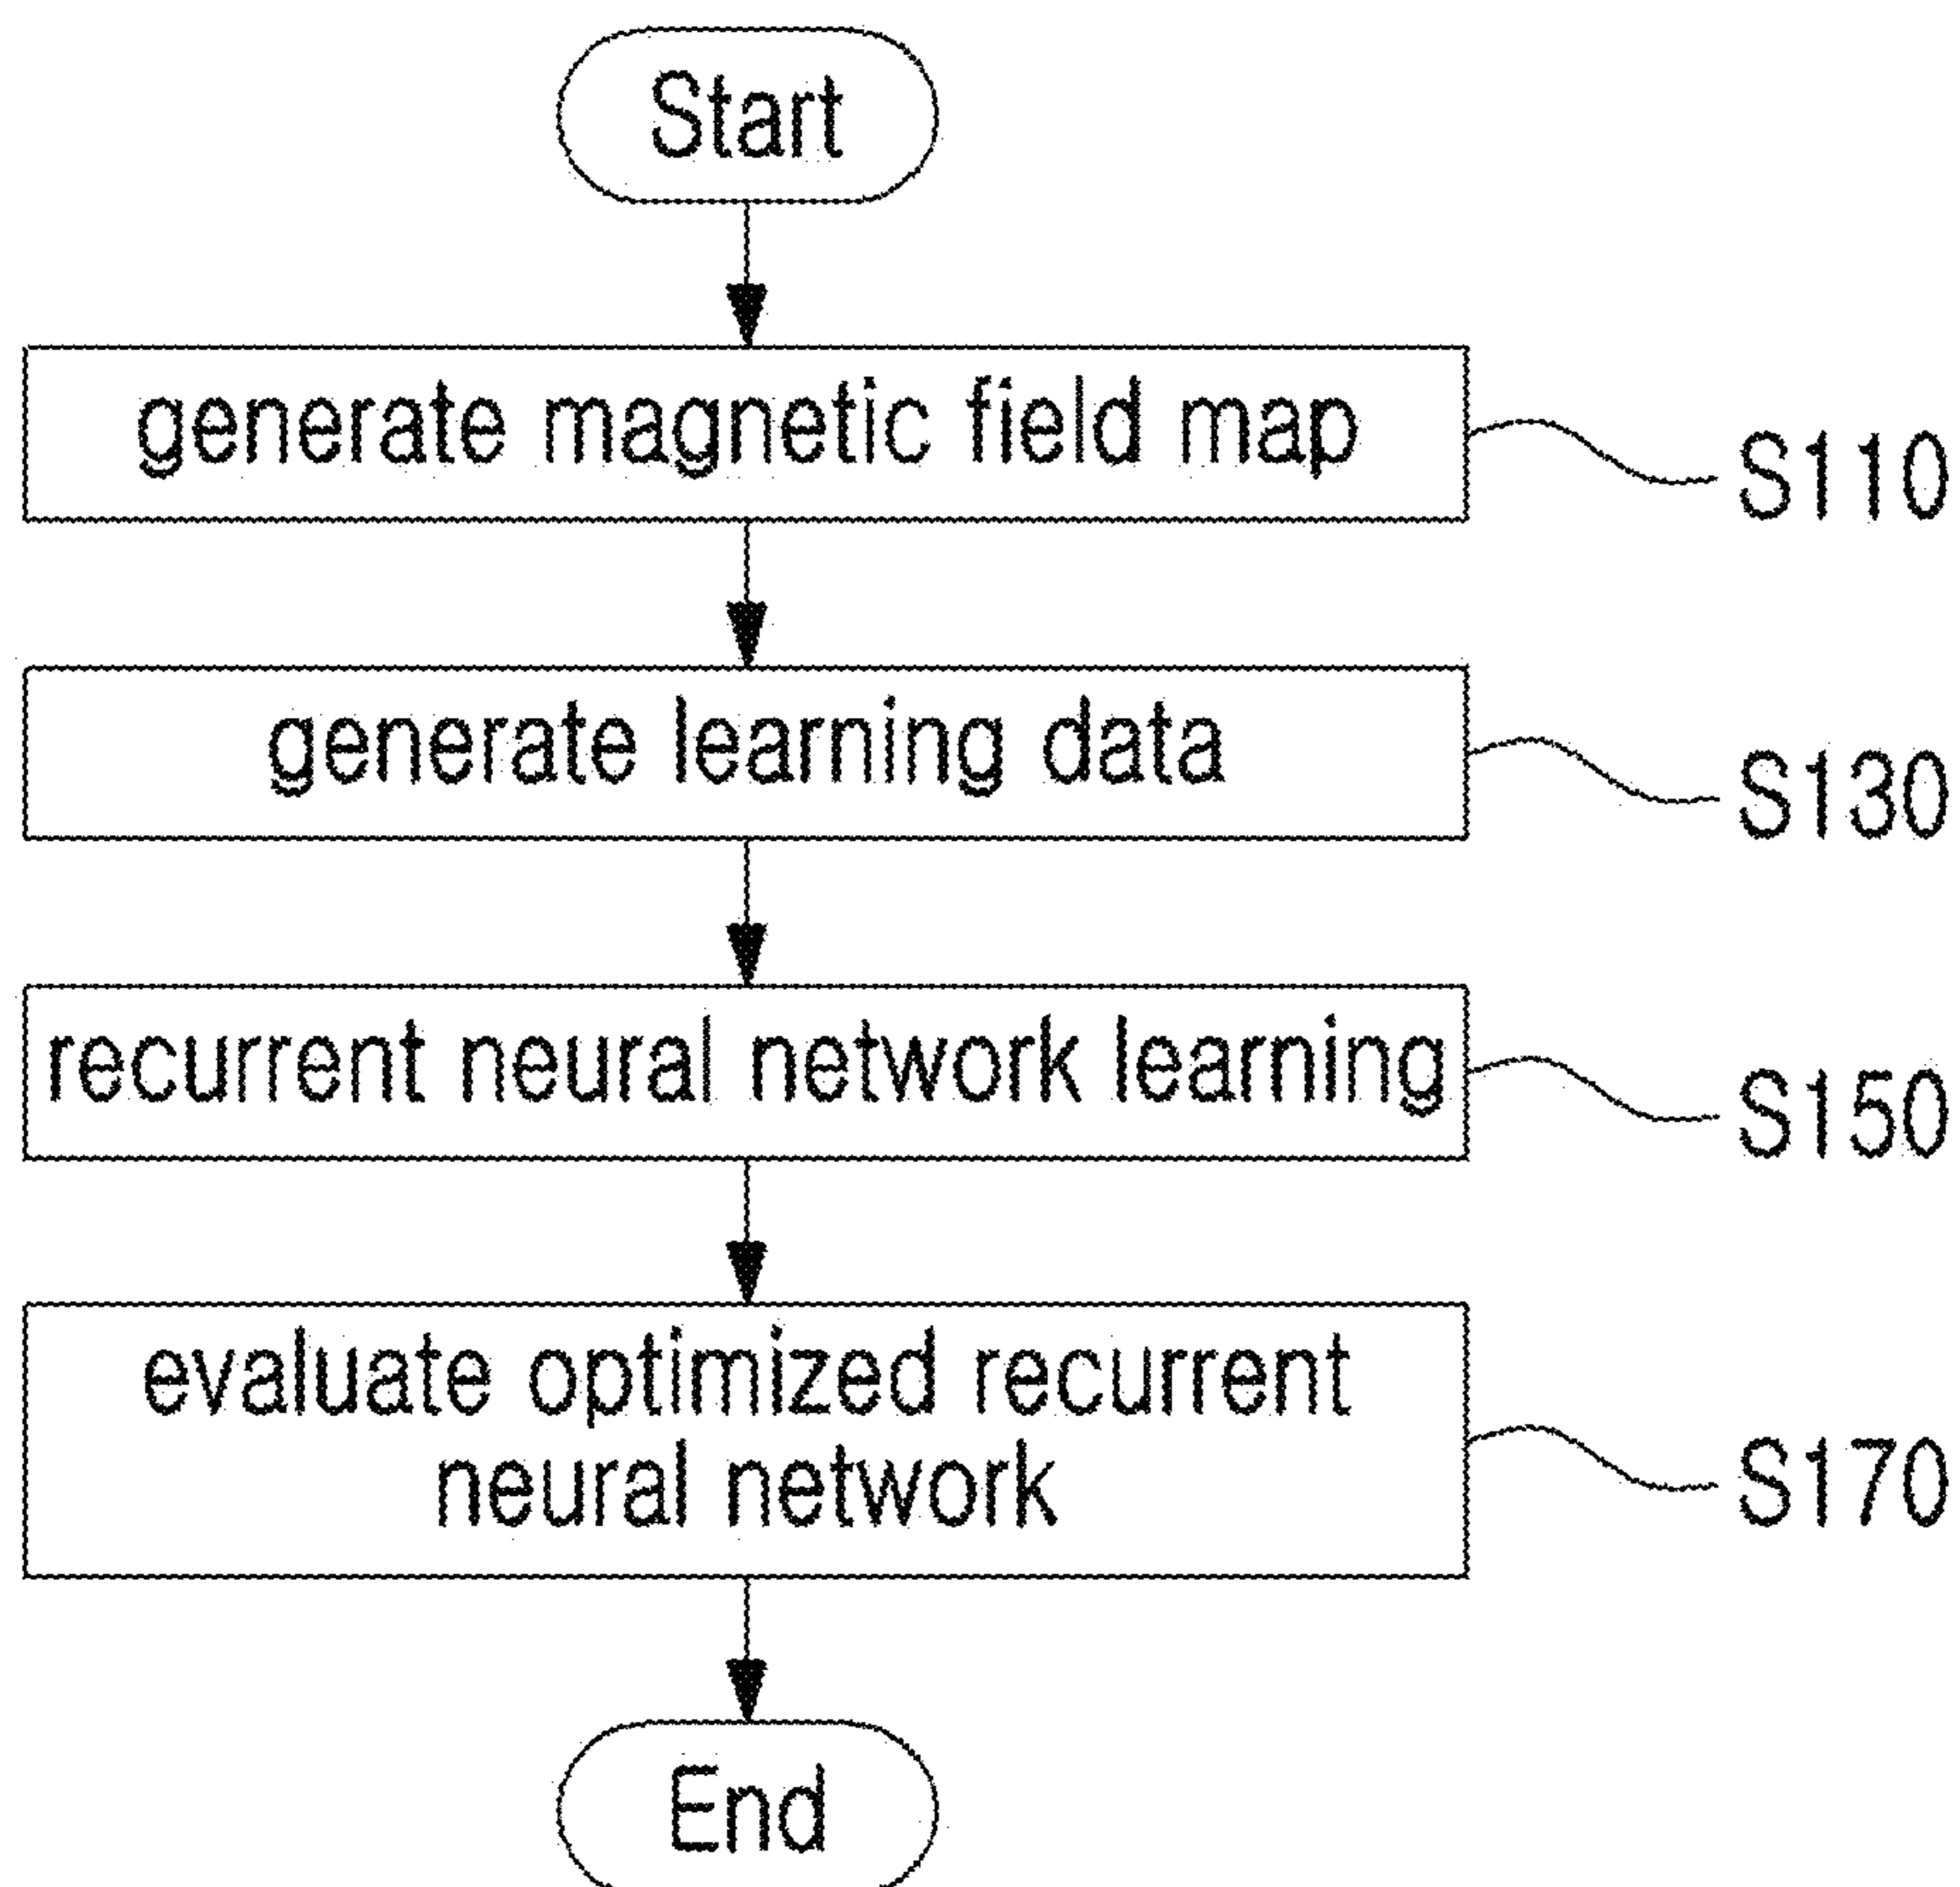 Start
generate magnetic field map
S110
generate learning data
S130
recurrent neural network learning
S150
evaluate optimized recurrent
neural network
S170
End